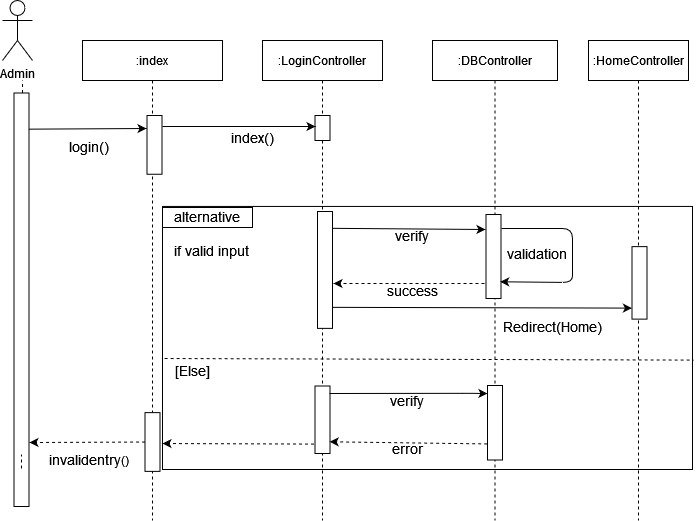 Admin
:index
:LoginController
:DBController
:HomeController
login()
index()
alternative
if valid input
verify
validation
success
Redirect(Home)
[Else]
verify
error
invalidentry()